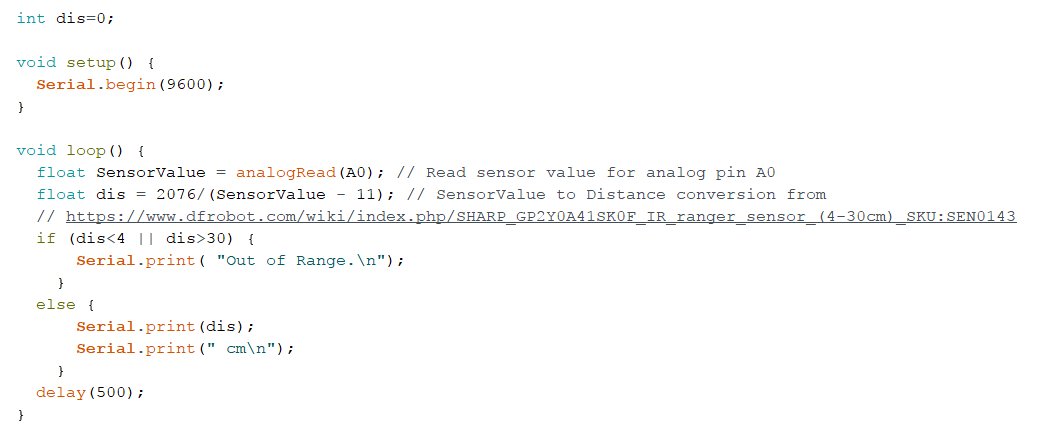 int dis=0;

void setup() {
  Serial.begin(9600);
}

void loop() {
  float SensorValue = analogRead(A0); // Read sensor value for analog pin A0
  float dis = 2076/(SensorValue - 11); // SensorValue to Distance conversion from
  // https://www.dfrobot.com/wiki/index.php/SHARP_GP2Y0A41SK0F_IR_ranger_sensor_(4-30cm)_SKU:SEN0143
  if (dis<4 || dis>30) {
      Serial.print( "Out of Range.\n");
    }
  else {
      Serial.print(dis);
      Serial.print(" cm\n");
    }
  delay(500);
}